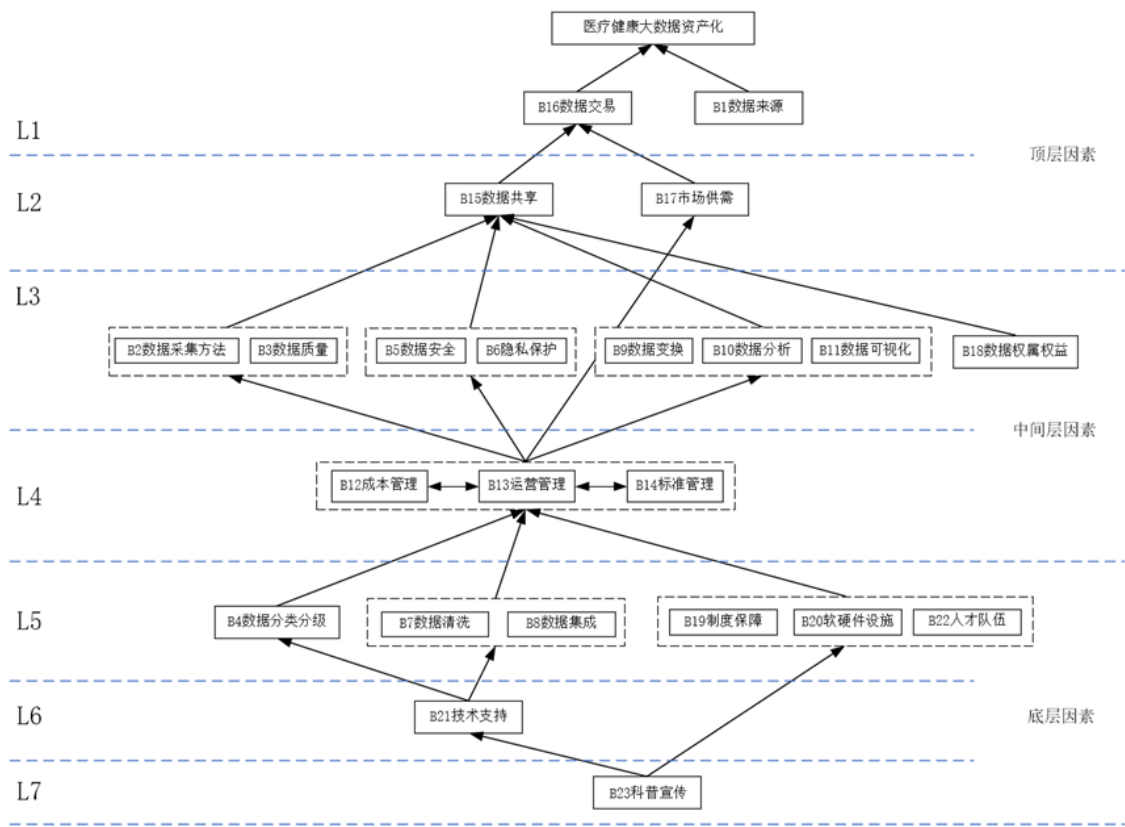 医疗健康大数据资产化
B16数据交易
B1数据来源
L1
顶层因素
L2
B15数据共享
B17市场供需
L3
B2数据采集方法
B3数据质量
B5数据安全
B6隐私保护
B9数据变换
B10数据分析
B11数据可视化
B18数据权属权益
中间层因素
L4
B12成本管理
B13运营管理
B14标准管理
L5
B4数据分类分级
B7数据清洗
B8数据集成
B19制度保障
B20软硬件设施
B22人才队伍
L6
B21技术支持
底层因素
L7
B23科普宣传